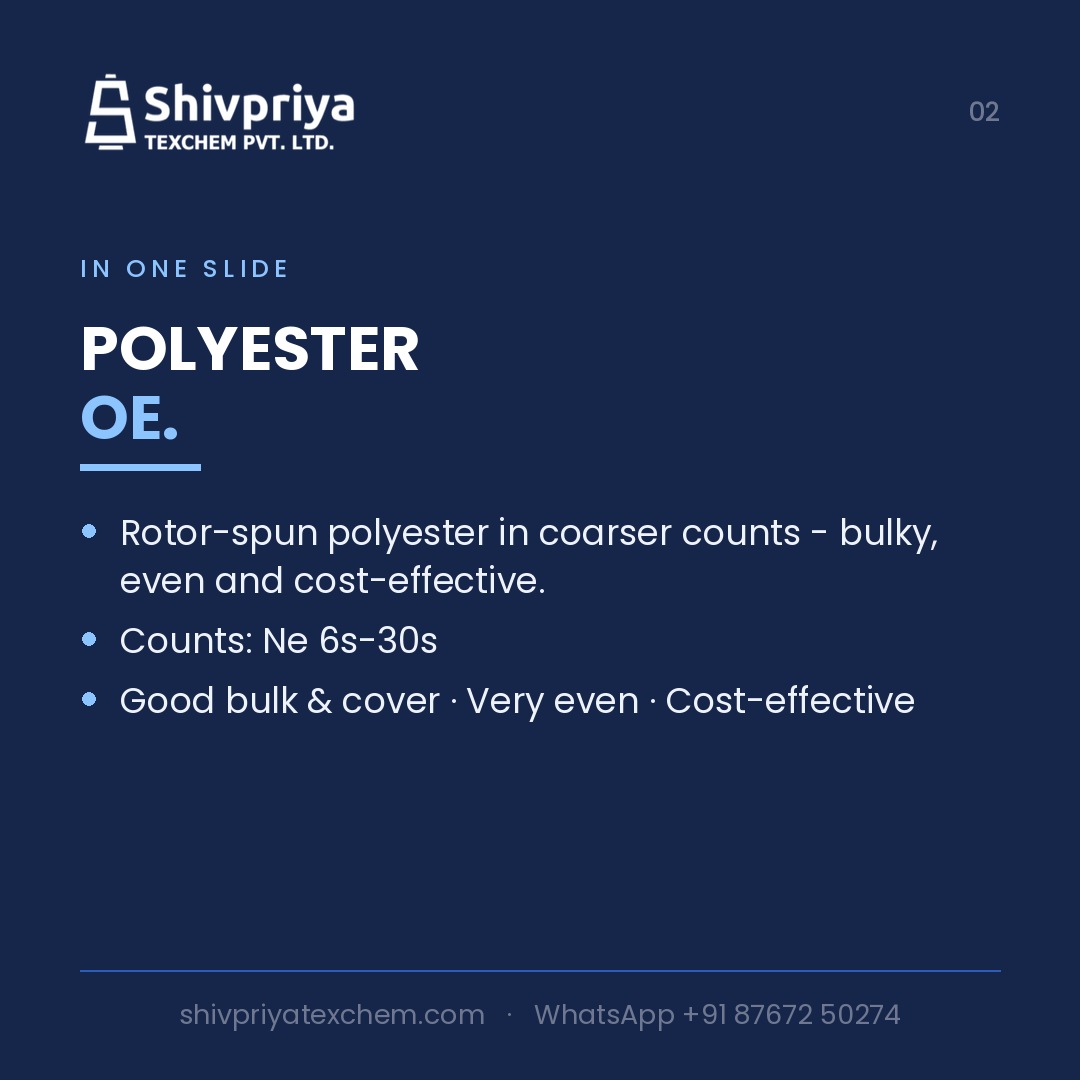 Shivpriya
TEXCHEM PVT. LTD.
02
IN ONE SLIDE
POLYESTER
OE.
• Rotor-spun polyester in coarser counts - bulky,
even and cost-effective.
• Counts: Ne 6s-30s
• Good bulk & cover · Very even · Cost-effective
shivpriyatexchem.com · WhatsApp +91 87672 50274